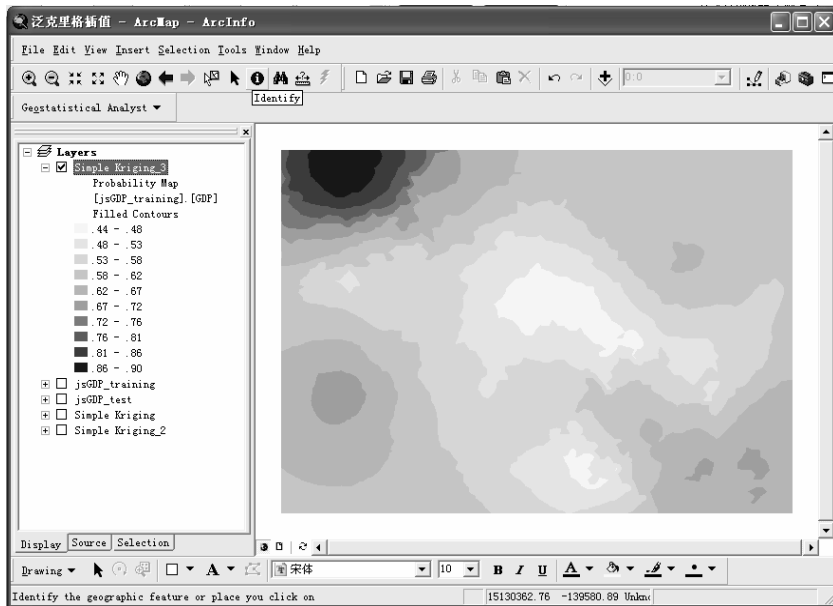 泛克里格插值 - ArcMap - ArcInfo
File Edit View Insert Selection Tools Window Help
0:0
Identify
Geostatistical Analyst
Layers
Simple Kriging_3
Probability Map
[jsGDP_training].[GDP]
Filled Contours
.44 - .48
.48 - .53
.53 - .58
.58 - .62
.62 - .67
.67 - .72
.72 - .76
.76 - .81
.81 - .86
.86 - .90
jsGDP_training
jsGDP_test
Simple Kriging
Simple Kriging_2
Display Source Selection
Drawing A 宋体 10 B I U A
Identify the geographic feature or place you click on 15130362.76 -139580.89 Unkn